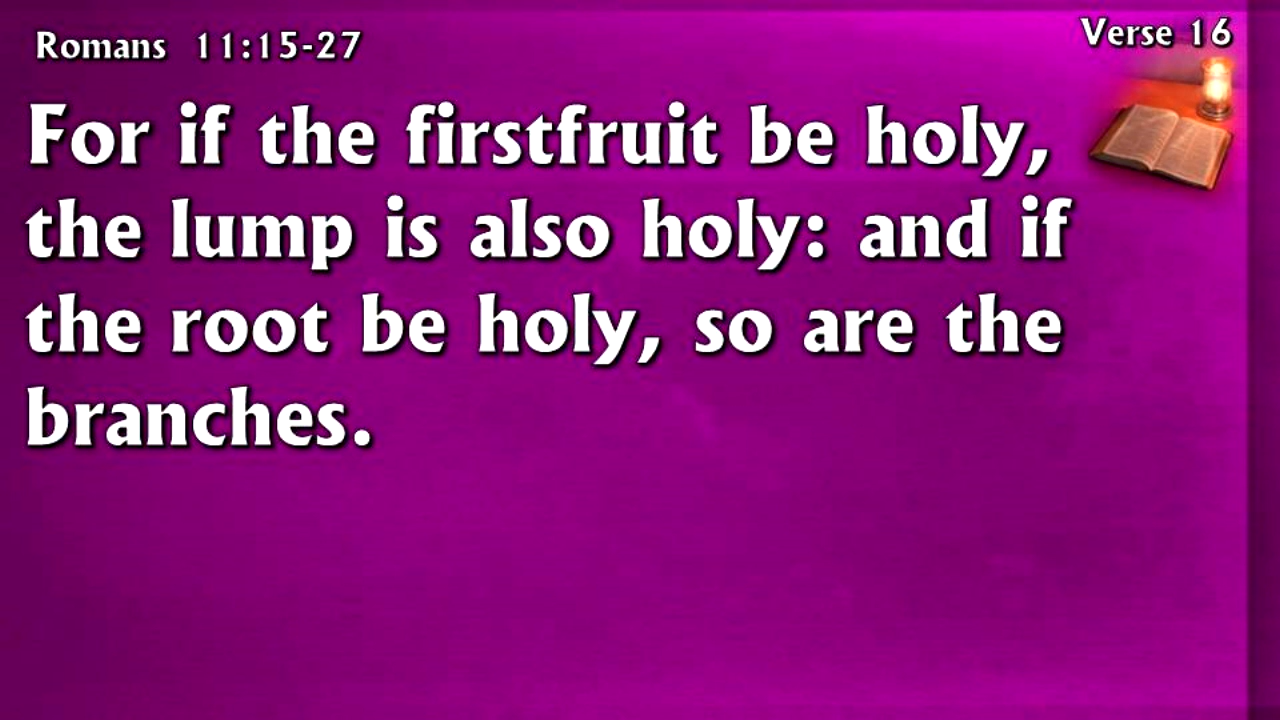 Romans 11:15-27
Verse 16
For if the firstfruit be holy,
the lump is also holy: and if
the root be holy, so are the
branches.